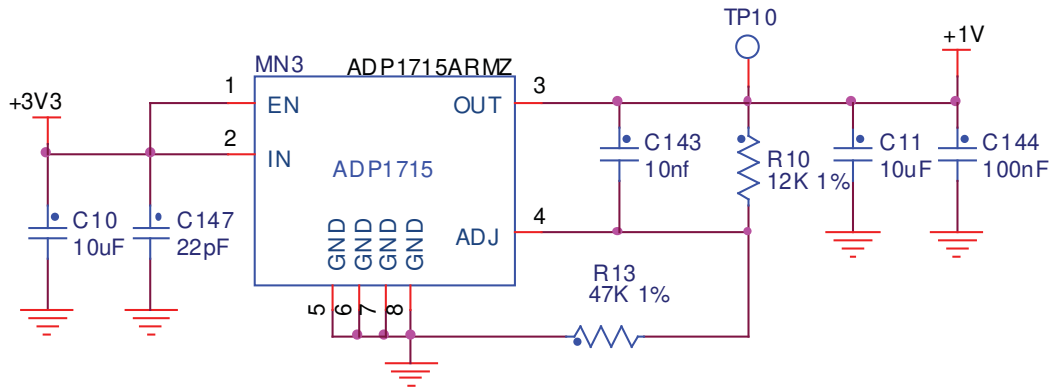 TP10
+1V
MN3
ADP1715ARMZ
+3V3
1
EN
OUT
3
2
IN
ADP1715
C143
10nf
R10
12K 1%
C11
10uF
C144
100nF
C10
10uF
C147
22pF
GND
GND
GND
GND
ADJ
4
5
6
7
8
R13
47K 1%